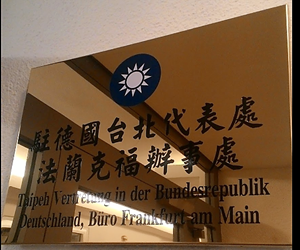 駐德國台北代表處
法蘭克福辦事處
Taipeh Vertretung in der Bundesrepublik
Deutschland, Büro Frankfurt am Main